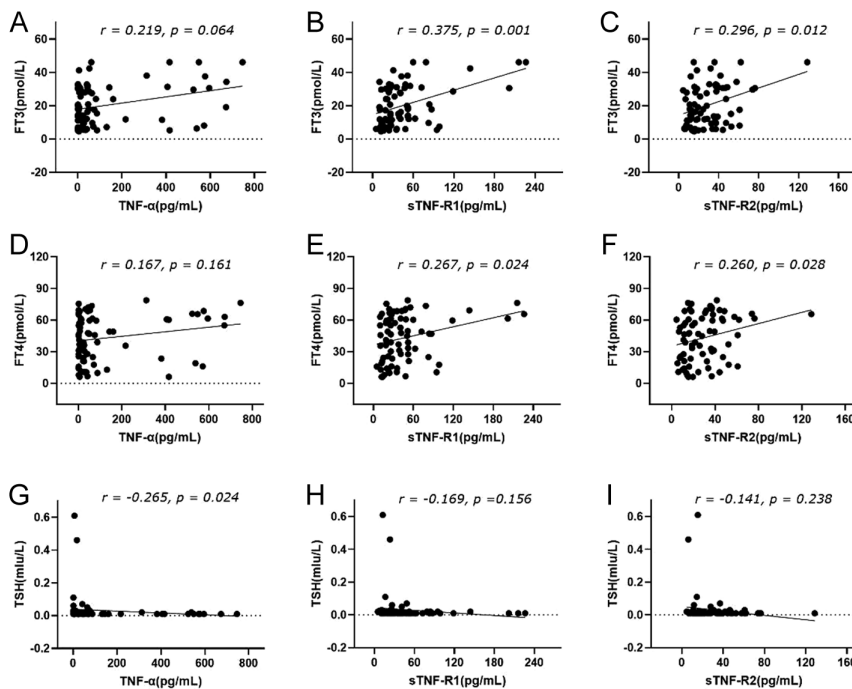 A
r = 0.219, p = 0.064
FT3(pmol/L)
60
40
20
0
-20
0 200 400 600 800
TNF-α(pg/mL)
B
r = 0.375, p = 0.001
FT3(pmol/L)
60
40
20
0
-20
0 60 120 180 240
sTNF-R1(pg/mL)
C
r = 0.296, p = 0.012
FT3(pmol/L)
60
40
20
0
-20
0 40 80 120 160
sTNF-R2(pg/mL)
D
r = 0.167, p = 0.161
FT4(pmol/L)
120
90
60
30
0
0 200 400 600 800
TNF-α(pg/mL)
E
r = 0.267, p = 0.024
FT4(pmol/L)
120
90
60
30
0
0 60 120 180 240
sTNF-R1(pg/mL)
F
r = 0.260, p = 0.028
FT4(pmol/L)
120
90
60
30
0
0 40 80 120 160
sTNF-R2(pg/mL)
G
r = -0.265, p = 0.024
TSH(mIu/L)
0.6
0.4
0.2
0.0
-0.2
0 200 400 600 800
TNF-α(pg/mL)
H
r = -0.169, p =0.156
TSH(mIu/L)
0.6
0.4
0.2
0.0
-0.2
0 60 120 180 240
sTNF-R1(pg/mL)
I
r = -0.141, p = 0.238
TSH(mIu/L)
0.6
0.4
0.2
0.0
-0.2
0 40 80 120 160
sTNF-R2(pg/mL)